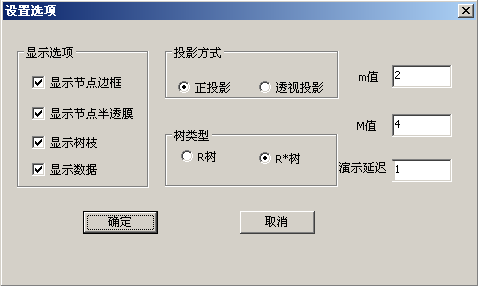 设置选项
显示选项
显示节点边框
显示节点半透膜
显示树枝
显示数据
投影方式
正投影
透视投影
树类型
R树
R*树
m值
2
M值
4
演示延迟
1
确定
取消